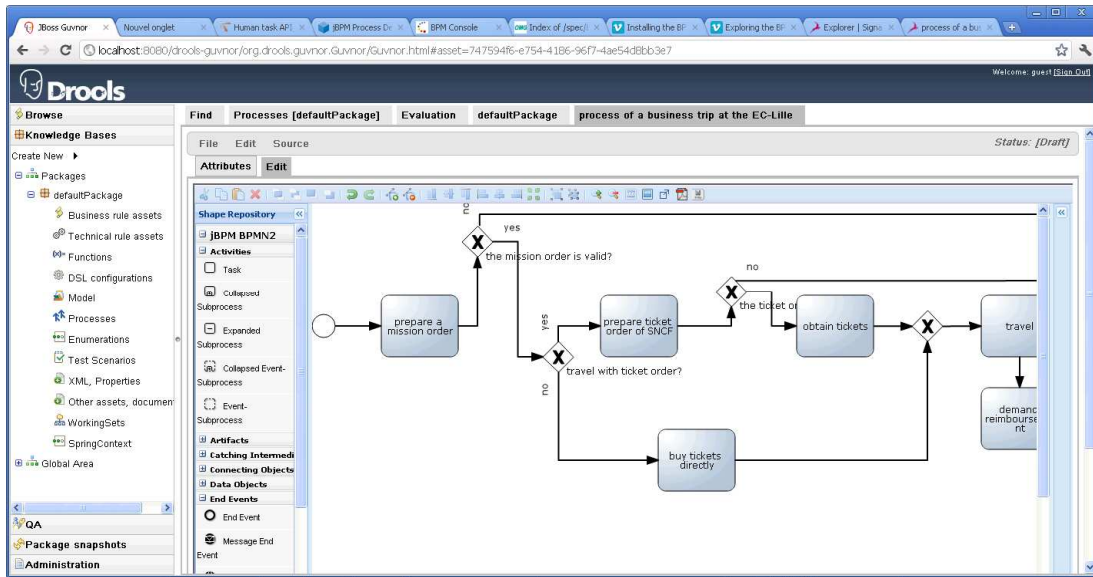 JBoss Guvnor
Nouvel onglet
Human task API
jBPM Process De
BPM Console
Index of /spec/
Installing the BP
Exploring the BP
Explorer | Signa
process of a bus
localhost:8080/drools-guvnor/org.drools.guvnor.Guvnor/Guvnor.html#asset=747594f6-e754-4186-96f7-4ae54d8bb3e7
Drools
Welcome: guest [Sign Out]
Browse
Knowledge Bases
Create New
Packages
defaultPackage
Business rule assets
Technical rule assets
Functions
DSL configurations
Model
Processes
Enumerations
Test Scenarios
XML, Properties
Other assets, documen
WorkingSets
SpringContext
Global Area
QA
Package snapshots
Administration
Find
Processes [defaultPackage]
Evaluation
defaultPackage
process of a business trip at the EC-Lille
File
Edit
Source
Status: [Draft]
Attributes
Edit
Shape Repository
jBPM BPMN2
Activities
Task
Collapsed
Subprocess
Expanded
Subprocess
Collapsed Event-
Subprocess
Event-
Subprocess
Artifacts
Catching Intermedi
Connecting Objects
Data Objects
End Events
End Event
Message End
Event
yes
the mission order is valid?
prepare a
mission order
yes
no
travel with ticket order?
prepare ticket
order of SNCF
no
the ticket or
obtain tickets
travel
demand
reimburse
nt
buy tickets
directly